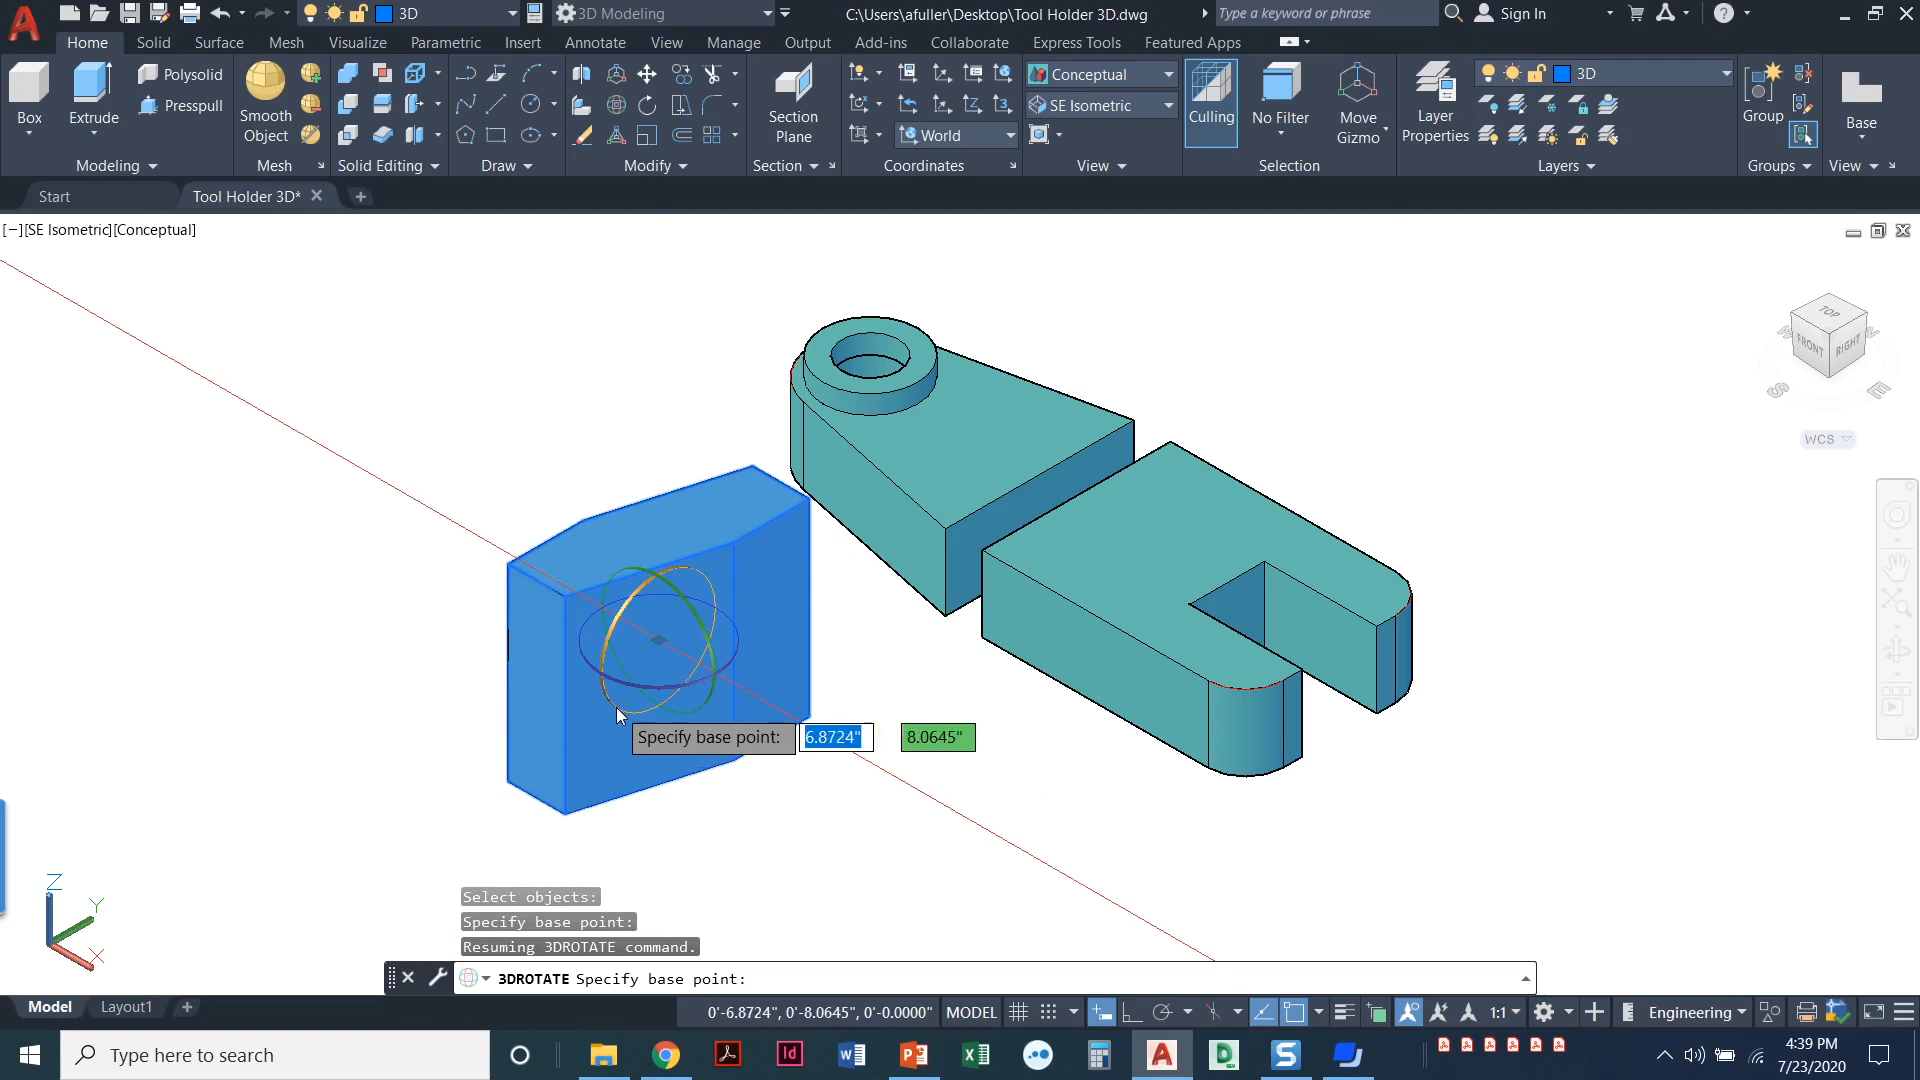 3D
3D Modeling
C:\Users\afuller\Desktop\Tool Holder 3D.dwg
Type a keyword or phrase
Sign In
Home
Solid
Surface
Mesh
Visualize
Parametric
Insert
Annotate
View
Manage
Output
Add-ins
Collaborate
Express Tools
Featured Apps
Box
Extrude
Polysolid
Presspull
Smooth
Object
Section
Plane
World
Conceptual
SE Isometric
Culling
No Filter
Move
Gizmo
Layer
Properties
3D
Group
Base
Modeling
Mesh
Solid Editing
Draw
Modify
Section
Coordinates
View
Selection
Layers
Groups
View
Start
Tool Holder 3D*
[−][SE Isometric][Conceptual]
TOP
FRONT
RIGHT
W
N
S
E
WCS
Specify base point:
6.8724"
8.0645"
Z
Y
X
Select objects:
Specify base point:
Resuming 3DROTATE command.
3DROTATE Specify base point:
Model
Layout1
0'-6.8724", 0'-8.0645", 0'-0.0000"
MODEL
1:1
Engineering
Type here to search
4:39 PM
7/23/2020